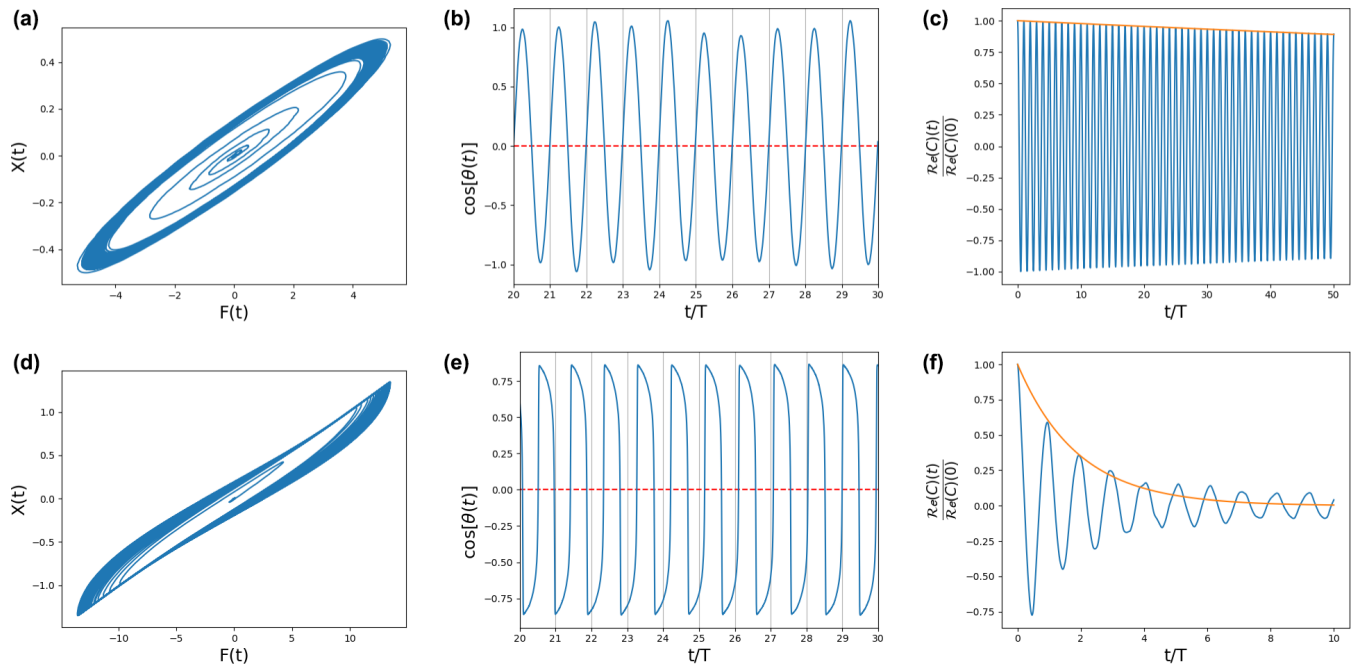 (a)
X(t)
0.4
0.2
0.0
−0.2
−0.4
−4 −2 0 2 4
F(t)
(b)
cos[θ(t)]
1.0
0.5
0.0
−0.5
−1.0
20 21 22 23 24 25 26 27 28 29 30
t/T
(c)
ℛℯ(C)(t)
ℛℯ(C)(0)
1.00
0.75
0.50
0.25
0.00
−0.25
−0.50
−0.75
−1.00
0 10 20 30 40 50
t/T
(d)
X(t)
1.0
0.5
0.0
−0.5
−1.0
−10 −5 0 5 10
F(t)
(e)
cos[θ(t)]
0.75
0.50
0.25
0.00
−0.25
−0.50
−0.75
20 21 22 23 24 25 26 27 28 29 30
t/T
(f)
ℛℯ(C)(t)
ℛℯ(C)(0)
1.00
0.75
0.50
0.25
0.00
−0.25
−0.50
−0.75
0 2 4 6 8 10
t/T